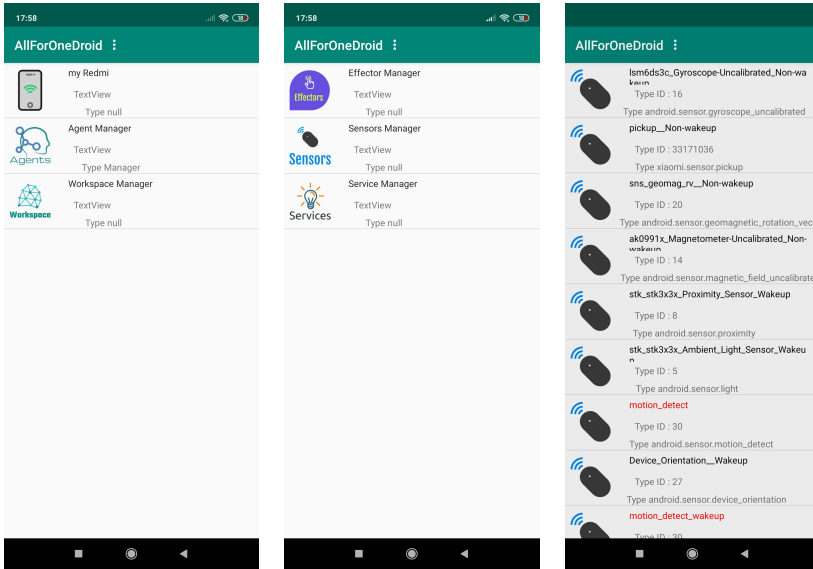 17:58
58
AllForOneDroid
my Redmi
TextView
Type null
Agents
Agent Manager
TextView
Type Manager
Workspace
Workspace Manager
TextView
Type null
17:58
58
AllForOneDroid
Effectors
Effector Manager
TextView
Type null
Sensors
Sensors Manager
TextView
Type null
Services
Service Manager
TextView
Type null
AllForOneDroid
lsm6ds3c_Gyroscope-Uncalibrated_Non-wa
keup
Type ID : 16
Type android.sensor.gyroscope_uncalibrated
pickup__Non-wakeup
Type ID : 33171036
Type xiaomi.sensor.pickup
sns_geomag_rv__Non-wakeup
Type ID : 20
Type android.sensor.geomagnetic_rotation_vec
ak0991x_Magnetometer-Uncalibrated_Non-
wakeup
Type ID : 14
Type android.sensor.magnetic_field_uncalibrate
stk_stk3x3x_Proximity_Sensor_Wakeup
Type ID : 8
Type android.sensor.proximity
stk_stk3x3x_Ambient_Light_Sensor_Wakeu
p
Type ID : 5
Type android.sensor.light
motion_detect
Type ID : 30
Type android.sensor.motion_detect
Device_Orientation__Wakeup
Type ID : 27
Type android.sensor.device_orientation
motion_detect_wakeup
Type ID : 30